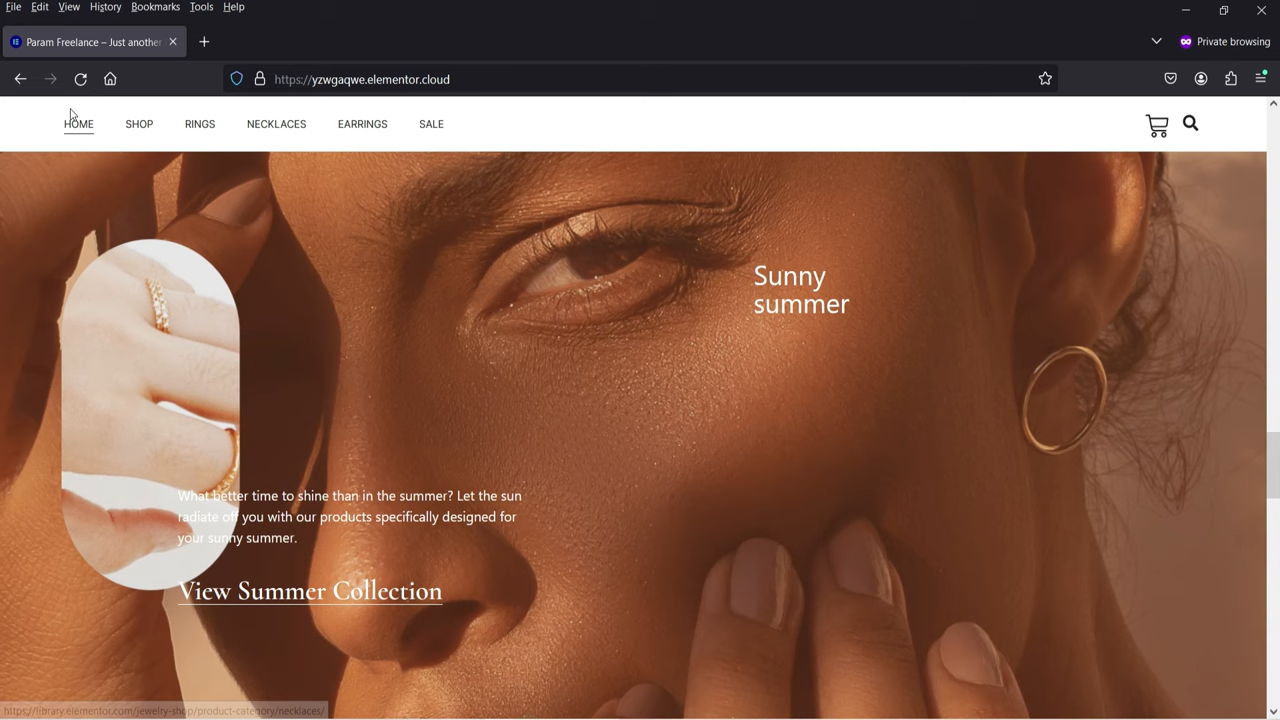 File Edit View History Bookmarks Tools Help
Param Freelance – Just another
Private browsing
https://yzwgaqwe.elementor.cloud
HOME SHOP RINGS NECKLACES EARRINGS SALE
Sunny
summer
What better time to shine than in the summer? Let the sun
radiate off you with our products specifically designed for
your sunny summer.
View Summer Collection
https://library.elementor.com/jewelry-shop/product-category/necklaces/